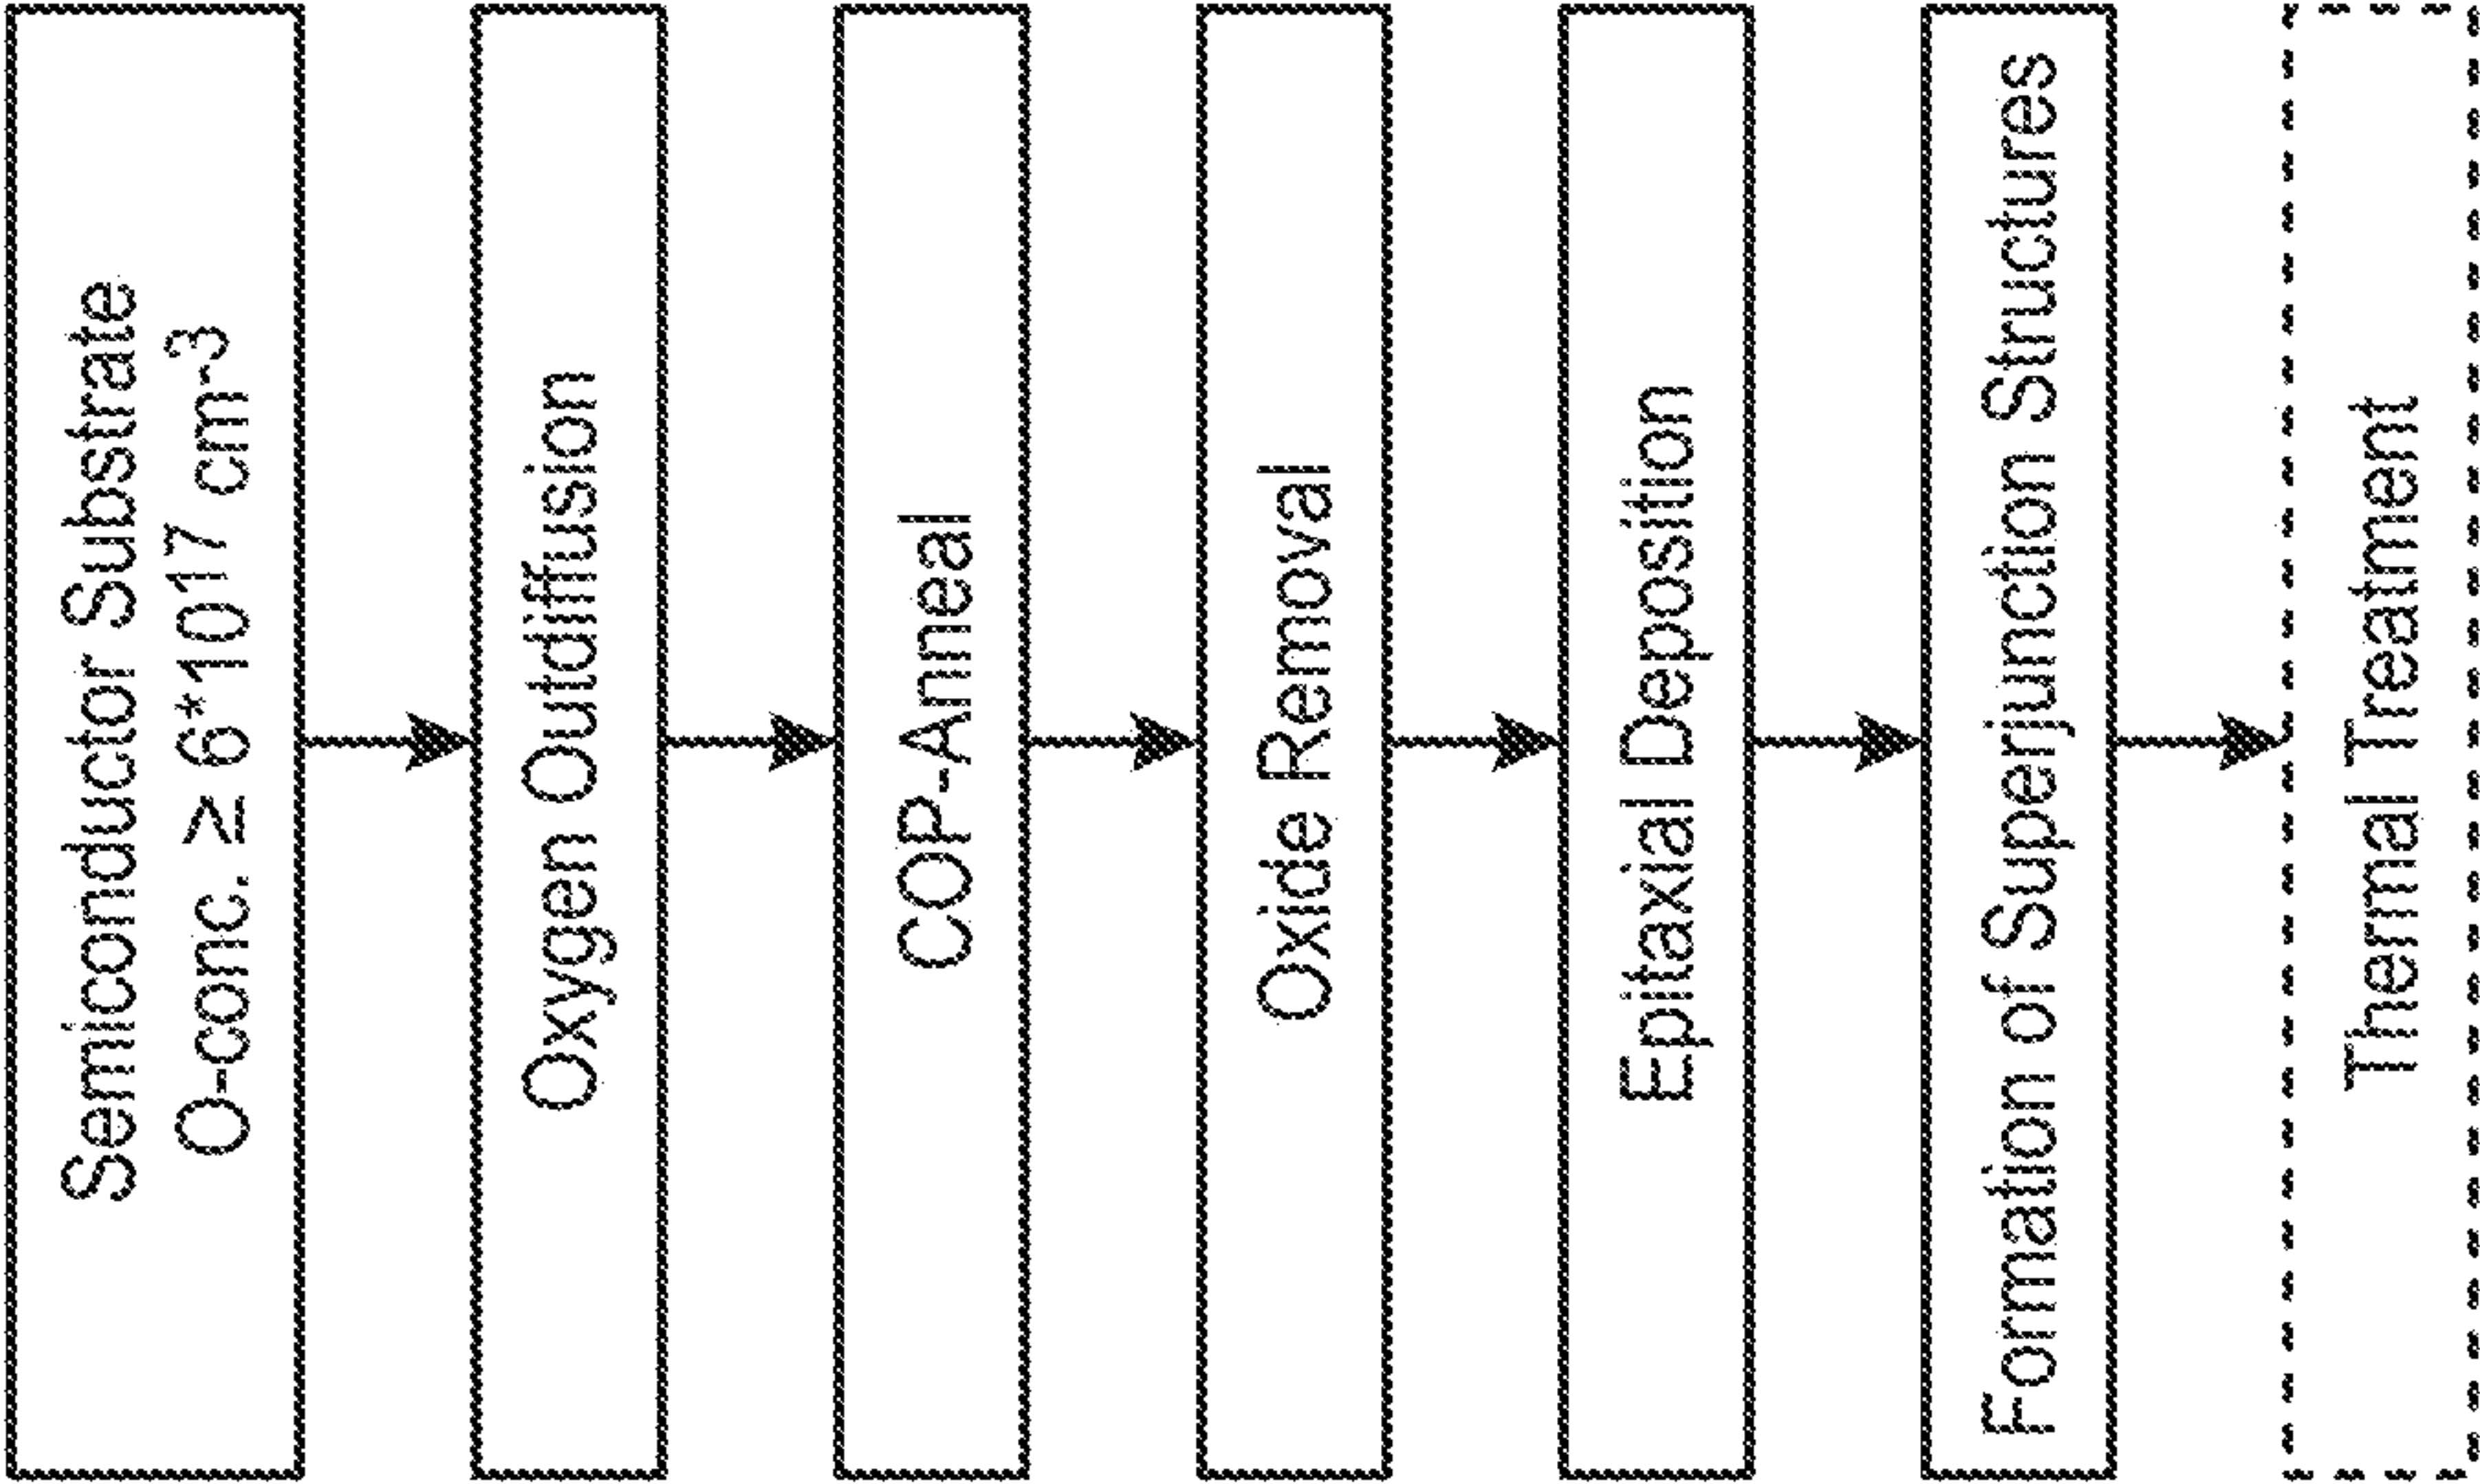 Semiconductor Substrate
O-conc. ≥ 6*1017 cm-3
Oxygen Outdiffusion
COP-Anneal
Oxide Removal
Epitaxial Deposition
Formation of Superjunction Structures
Thermal Treatment